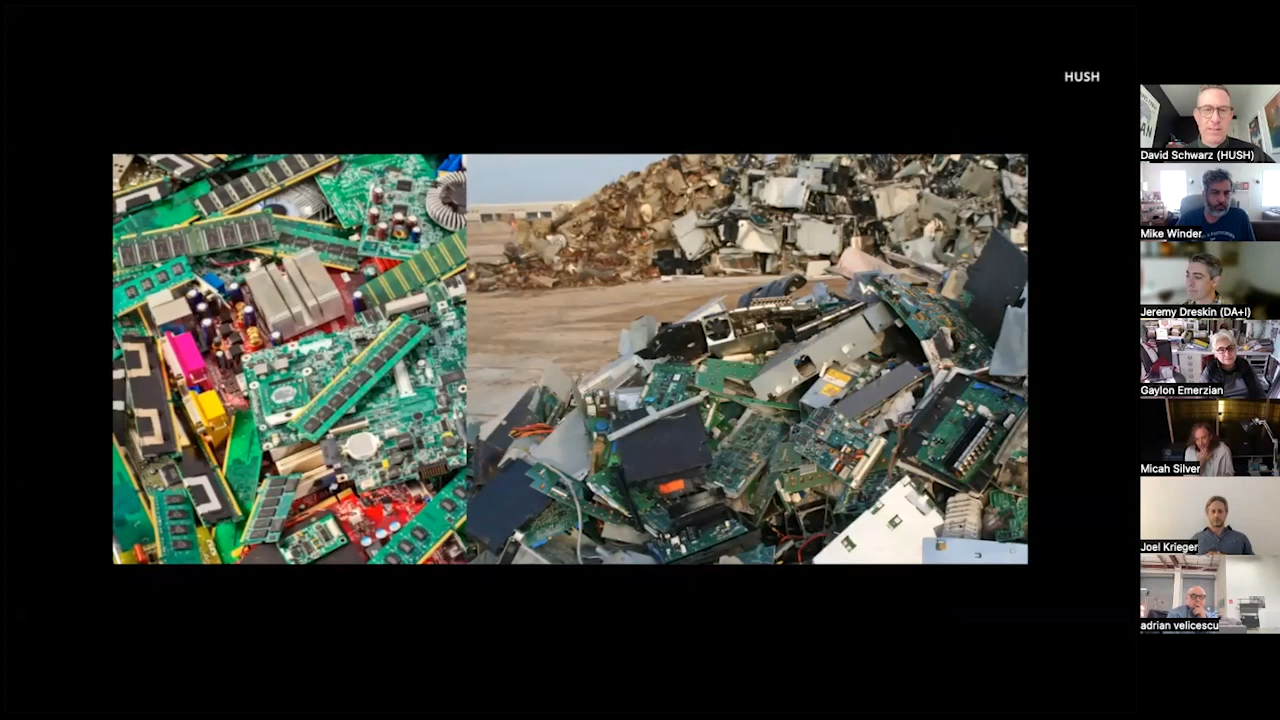 HUSH
David Schwarz (HUSH)
Mike Winder
Jeremy Dreskin (DA+I)
Gaylon Emerzian
Micah Silver
Joel Krieger
adrian velicescu